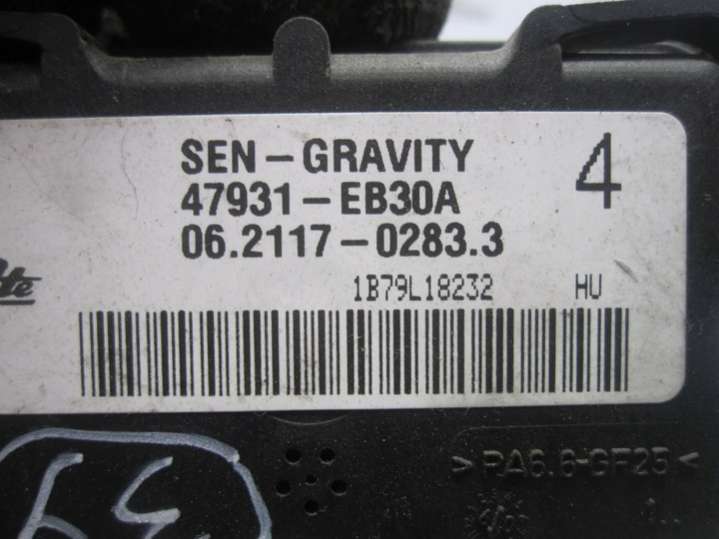 SEN-GRAVITY 4
47931-EB30A
06.2117-0283.3
1B79L18232 HU
>PA6.6-GF25<